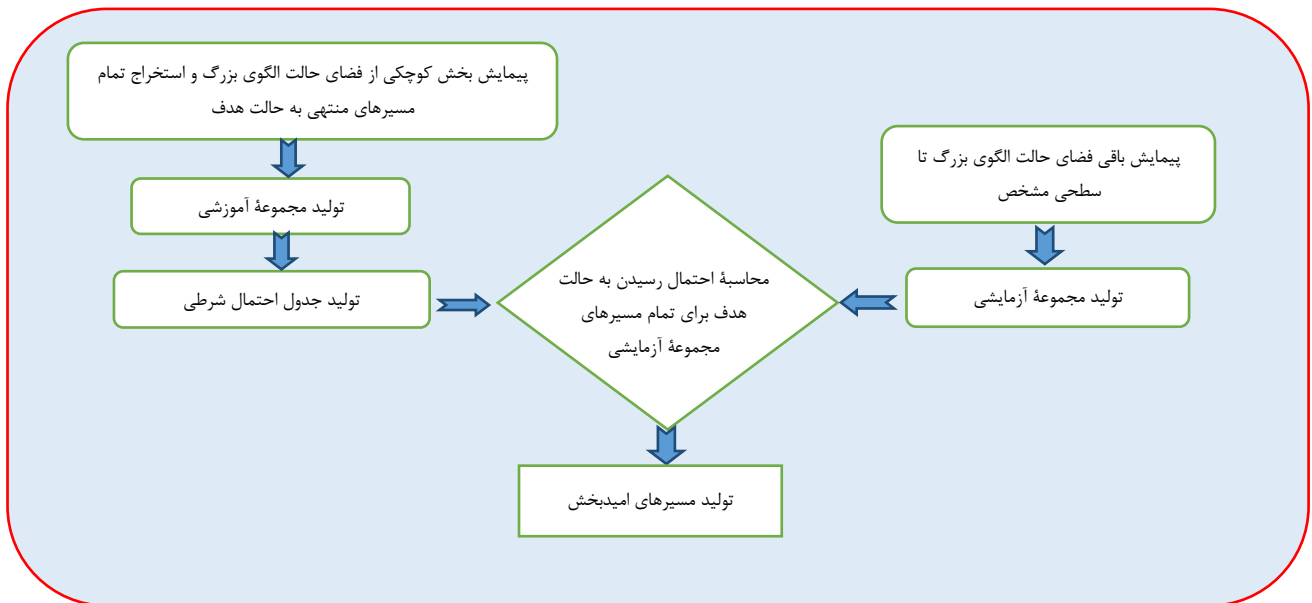 پیمایش بخش کوچکی از فضای حالت الگوی بزرگ و استخراج تمام
مسیرهای منتهی به حالت هدف
تولید مجموعۀ آموزشی
تولید جدول احتمال شرطی
پیمایش باقی فضای حالت الگوی بزرگ تا
سطحی مشخص
تولید مجموعۀ آزمایشی
محاسبۀ احتمال رسیدن به حالت
هدف برای تمام مسیرهای
مجموعۀ آزمایشی
تولید مسیرهای امیدبخش